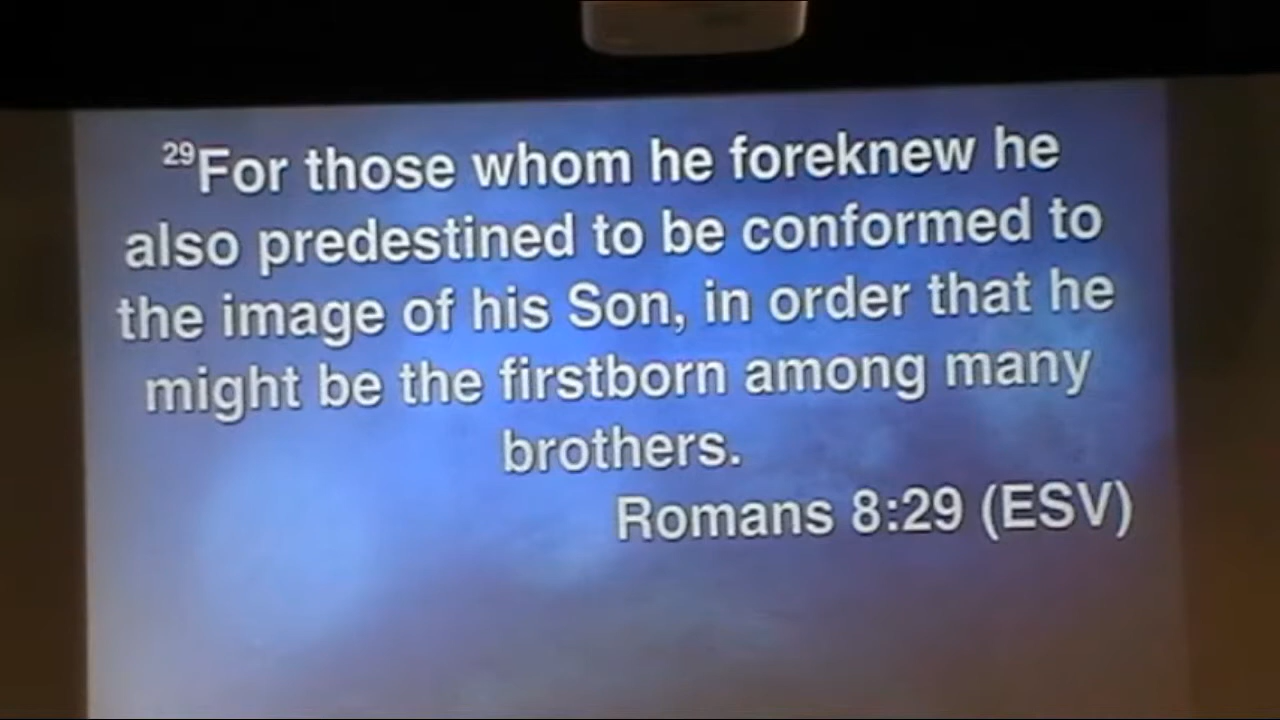 29For those whom he foreknew he
also predestined to be conformed to
the image of his Son, in order that he
might be the firstborn among many
brothers.
Romans 8:29 (ESV)